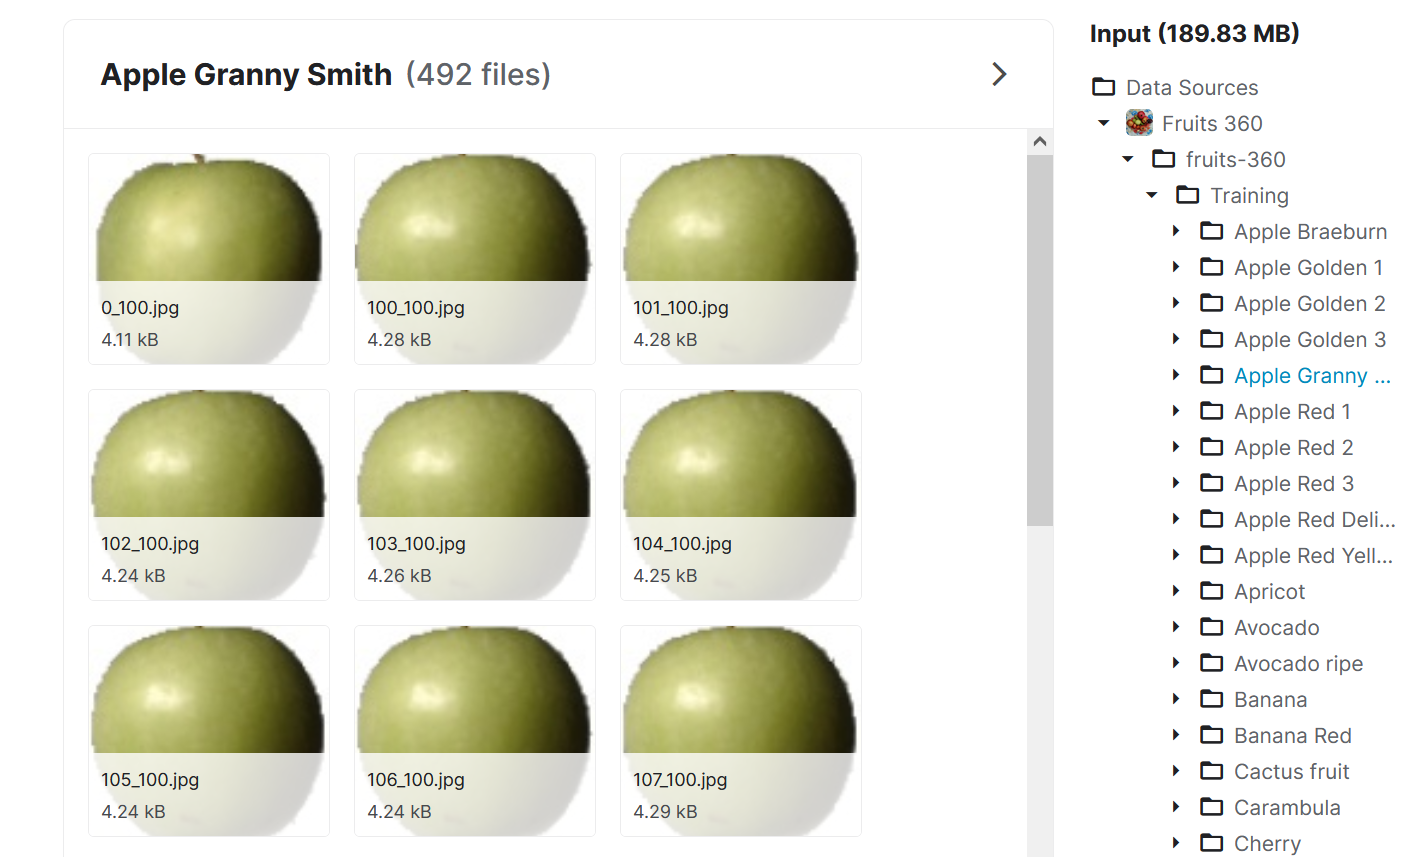 Apple Granny Smith (492 files)
0_100.jpg
4.11 kB
100_100.jpg
4.28 kB
101_100.jpg
4.28 kB
102_100.jpg
4.24 kB
103_100.jpg
4.26 kB
104_100.jpg
4.25 kB
105_100.jpg
4.24 kB
106_100.jpg
4.24 kB
107_100.jpg
4.29 kB
Input (189.83 MB)
Data Sources
Fruits 360
fruits-360
Training
Apple Braeburn
Apple Golden 1
Apple Golden 2
Apple Golden 3
Apple Granny ...
Apple Red 1
Apple Red 2
Apple Red 3
Apple Red Deli...
Apple Red Yell...
Apricot
Avocado
Avocado ripe
Banana
Banana Red
Cactus fruit
Carambula
Cherry